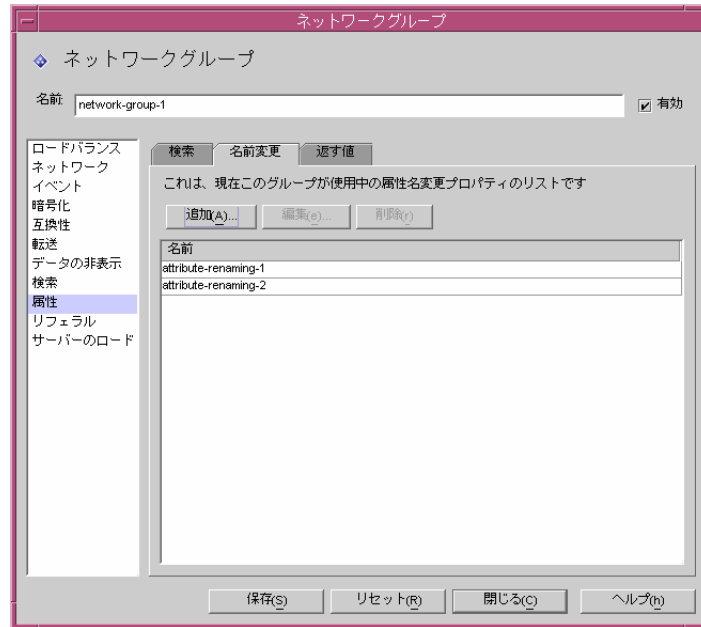 ネットワークグループ
ネットワークグループ
名前: network-group-1 有効
ロードバランス
ネットワーク
イベント
暗号化
互換性
転送
データの非表示
検索
属性
リフェラル
サーバーのロード
検索 名前変更 返す値
これは、現在このグループが使用中の属性名変更プロパティのリストです
追加(A)... 編集(e)... 削除(r)
名前
attribute-renaming-1
attribute-renaming-2
保存(S) リセット(R) 閉じる(C) ヘルプ(h)